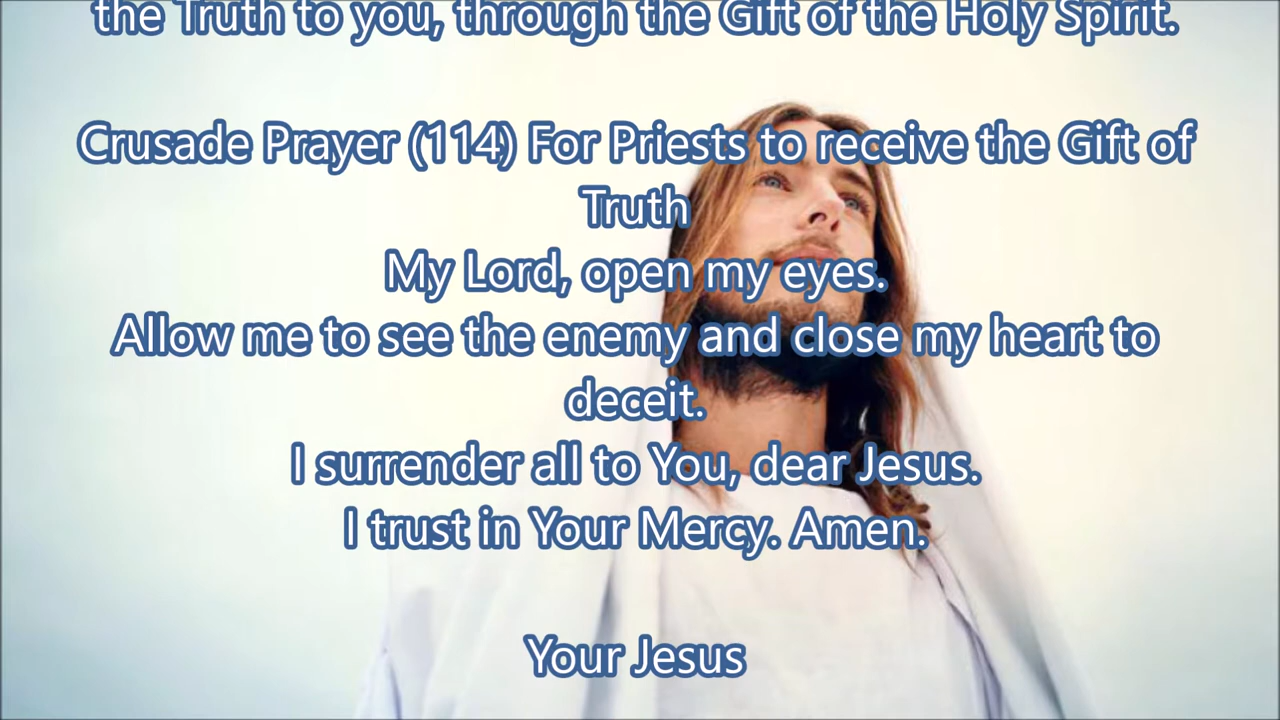 the Truth to you, through the Gift of the Holy Spirit.
Crusade Prayer (114) For Priests to receive the Gift of
Truth
My Lord, open my eyes.
Allow me to see the enemy and close my heart to
deceit.
I surrender all to You, dear Jesus.
I trust in Your Mercy. Amen.
Your Jesus